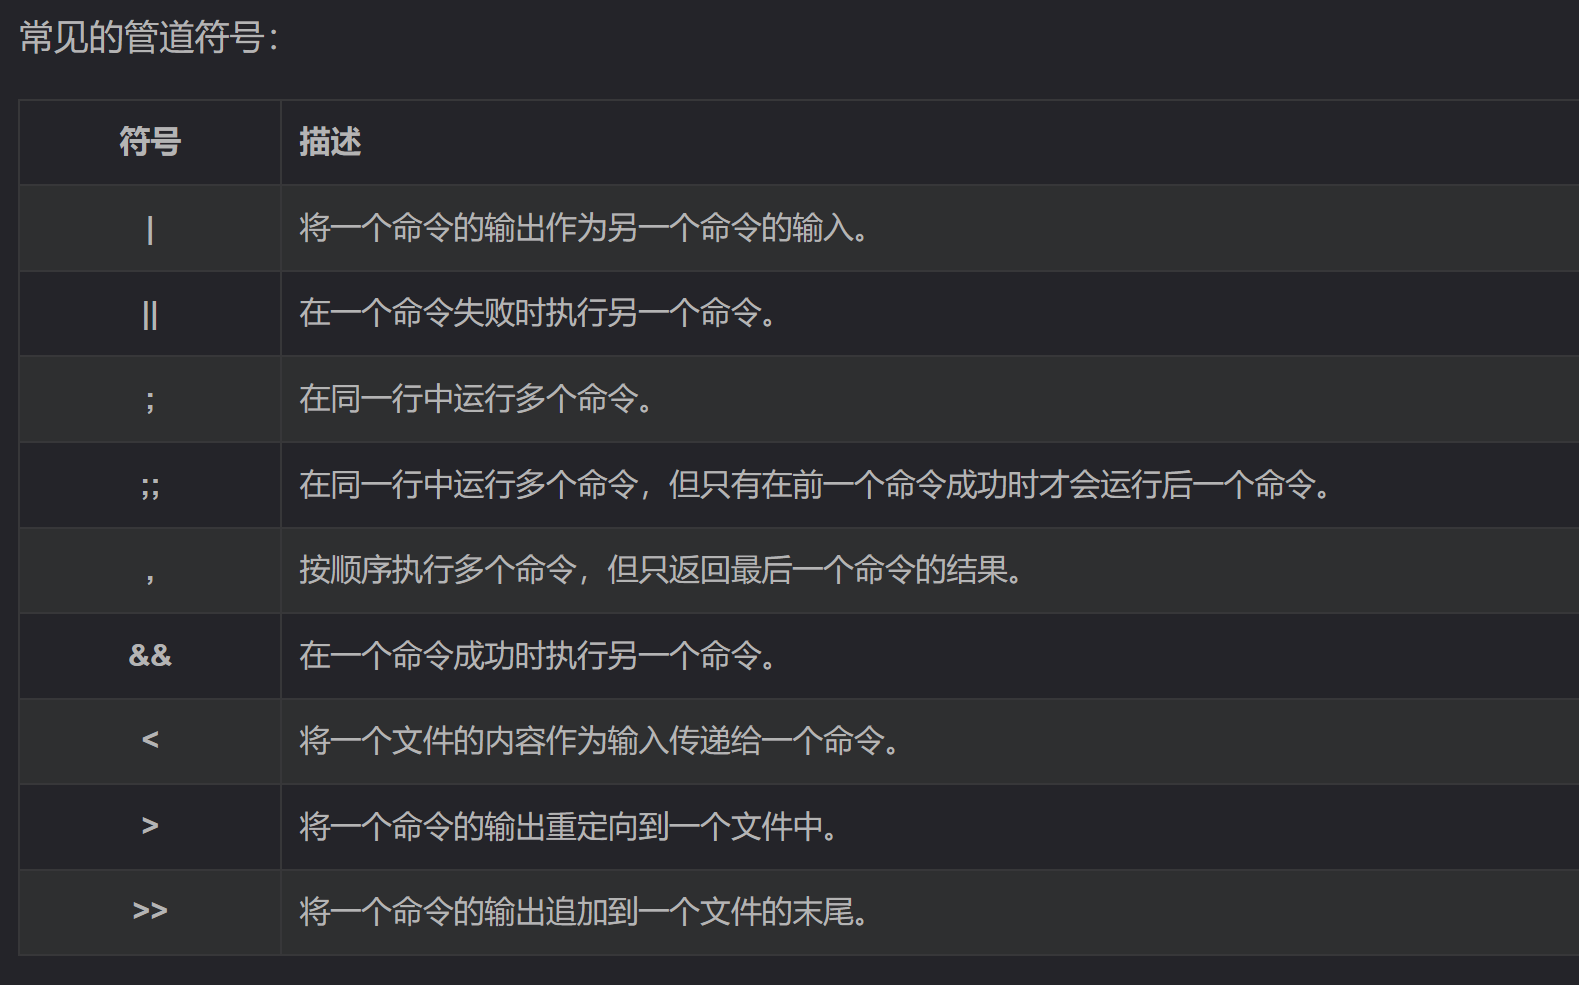 常见的管道符号：
符号 描述
| 将一个命令的输出作为另一个命令的输入。
|| 在一个命令失败时执行另一个命令。
; 在同一行中运行多个命令。
;; 在同一行中运行多个命令，但只有在前一个命令成功时才会运行后一个命令。
, 按顺序执行多个命令，但只返回最后一个命令的结果。
&& 在一个命令成功时执行另一个命令。
< 将一个文件的内容作为输入传递给一个命令。
> 将一个命令的输出重定向到一个文件中。
>> 将一个命令的输出追加到一个文件的末尾。